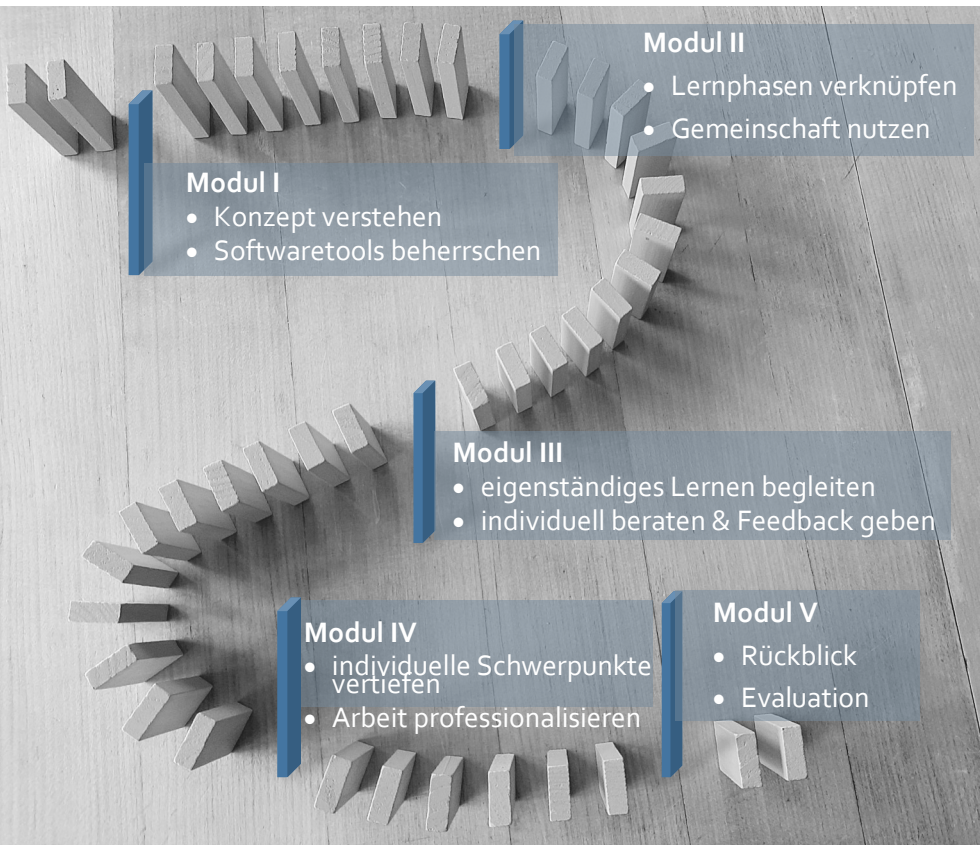 Modul I
• Konzept verstehen
• Softwaretools beherrschen
Modul II
• Lernphasen verknüpfen
• Gemeinschaft nutzen
Modul III
• eigenständiges Lernen begleiten
• individuell beraten & Feedback geben
Modul IV
• individuelle Schwerpunkte
vertiefen
• Arbeit professionalisieren
Modul V
• Rückblick
• Evaluation